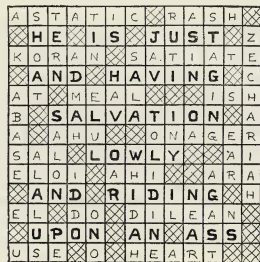 ASTATIC RASH
HE IS JUST Z
KORAN SATIATE
AND HAVING C
AT MEAL ISH
B SALVATION A
A AHU ONAGER
SAL LOWLY AI
ELOI AHI ARA
AND RIDING
EL DO DILEAN
UPON AN ASS
USE O HEART